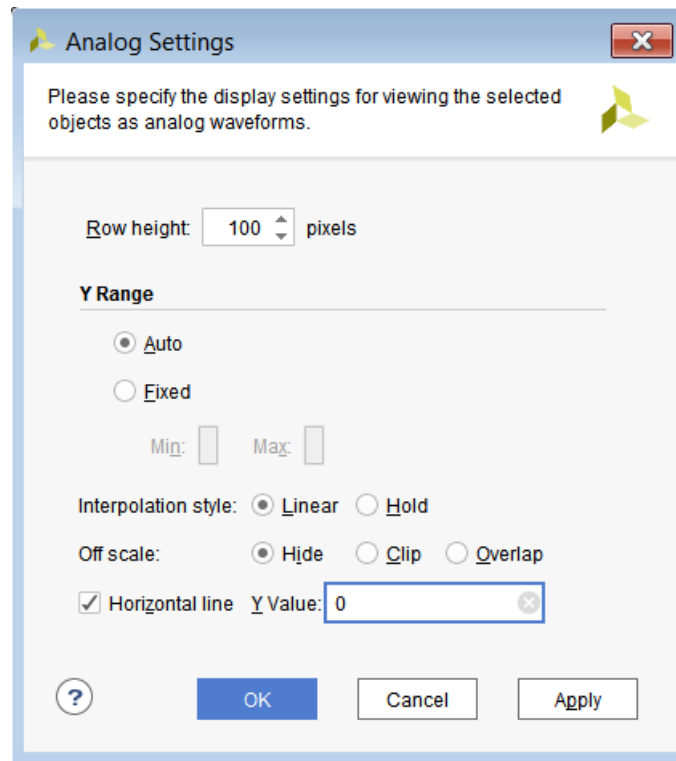 Analog Settings
Please specify the display settings for viewing the selected
objects as analog waveforms.
Row height: 100 pixels
Y Range
Auto
Fixed
Min: Max:
Interpolation style: Linear Hold
Off scale: Hide Clip Overlap
Horizontal line Y Value: 0
? OK Cancel Apply